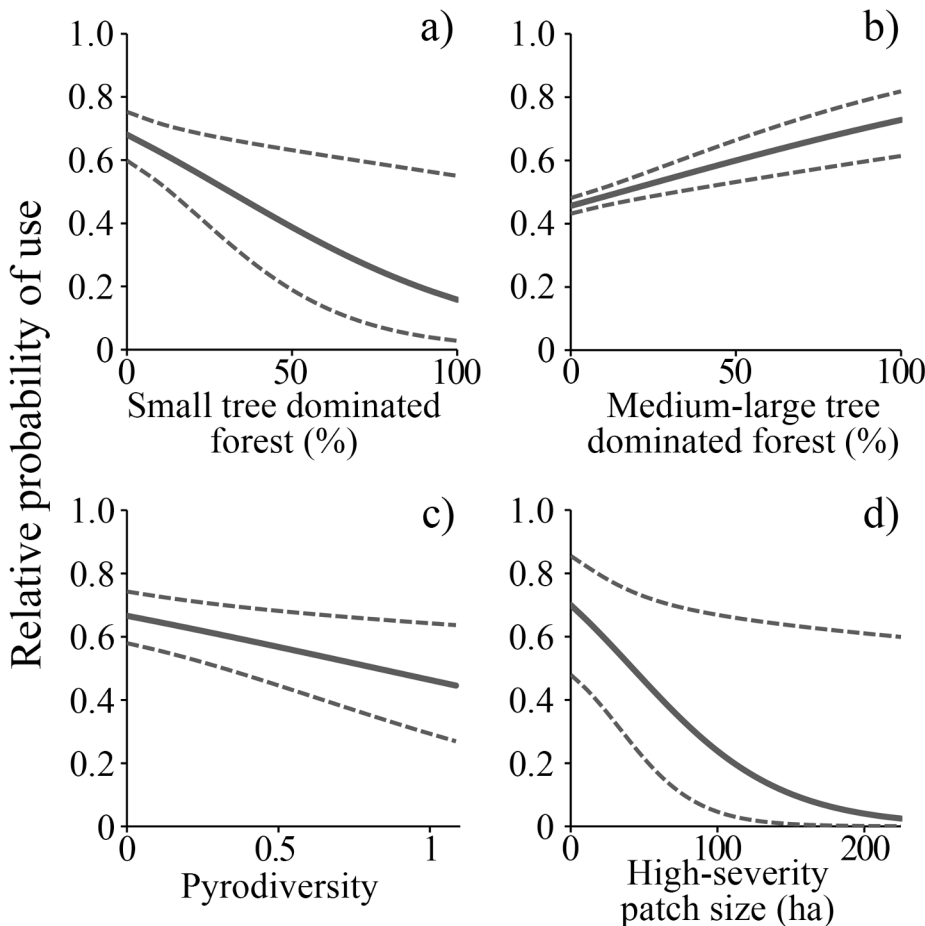 Relative probability of use
a)
1.0
0.8
0.6
0.4
0.2
0
0 50 100
Small tree dominated
forest (%)
b)
1.0
0.8
0.6
0.4
0.2
0
0 50 100
Medium-large tree
dominated forest (%)
c)
1.0
0.8
0.6
0.4
0.2
0
0 0.5 1
Pyrodiversity
d)
1.0
0.8
0.6
0.4
0.2
0
0 100 200
High-severity
patch size (ha)